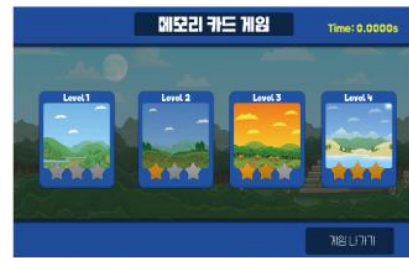 메모리 카드 게임
Time: 0.0000s
Level 1
Level 2
Level 3
Level 4
게임 나가기